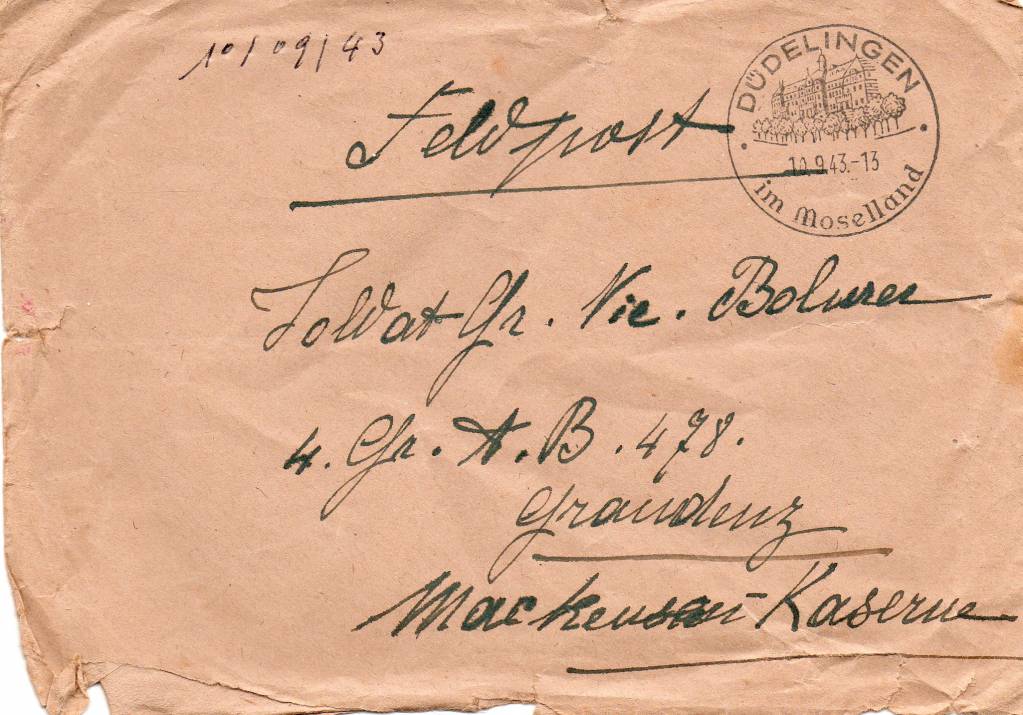 10/09/43
Feldpost
DÜDELINGEN
10.9.43.-13
im Moselland
Soldat Gr. Nic.
4. Gr. A. B. 478.
Graudenz
Mackensen-Kaserne